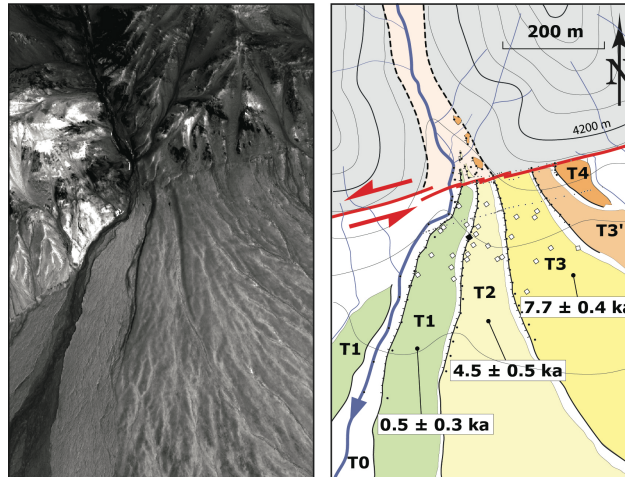 200 m
N
4200 m
T4
T3'
T3
7.7 ± 0.4 ka
T2
T1
T1
4.5 ± 0.5 ka
0.5 ± 0.3 ka
T0